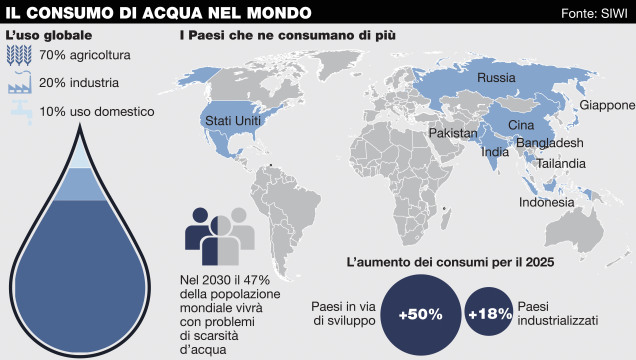 IL CONSUMO DI ACQUA NEL MONDO
Fonte: SIWI
L'uso globale
70% agricoltura
20% industria
10% uso domestico
I Paesi che ne consumano di più
Stati Uniti
Russia
Giappone
Cina
Pakistan
Bangladesh
India
Tailandia
Indonesia
Nel 2030 il 47%
della popolazione
mondiale vivrà
con problemi
di scarsità
d'acqua
L'aumento dei consumi per il 2025
Paesi in via
di sviluppo
+50%
+18%
Paesi
industrializzati